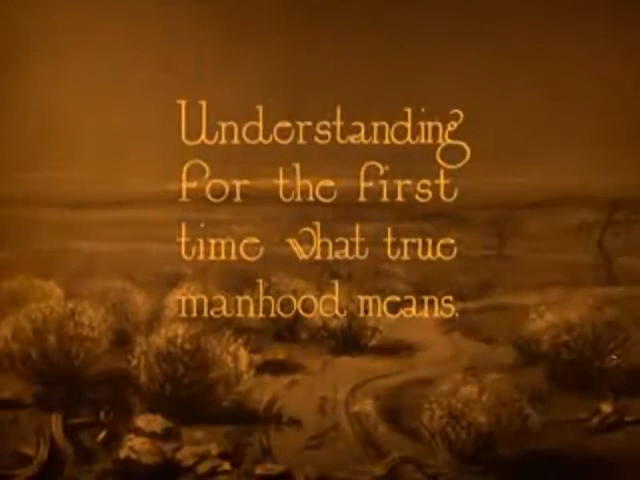 Understanding
for the first
time what true
manhood means.